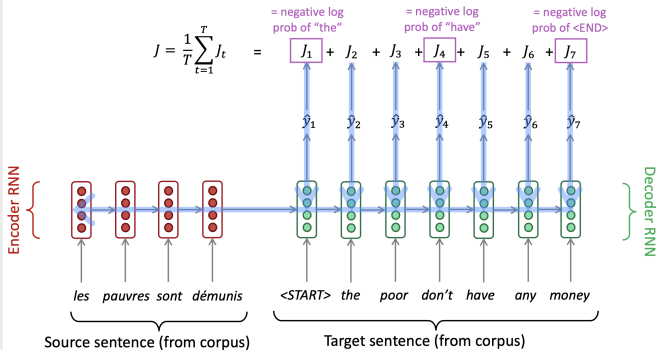 = negative log prob of "the"
= negative log prob of "have"
= negative log prob of <END>
J = 1/T ∑_{t=1}^{T} J_t = J_1 + J_2 + J_3 + J_4 + J_5 + J_6 + J_7
ŷ_1 ŷ_2 ŷ_3 ŷ_4 ŷ_5 ŷ_6 ŷ_7
Encoder RNN
Decoder RNN
les pauvres sont démunis <START> the poor don't have any money
Source sentence (from corpus)
Target sentence (from corpus)